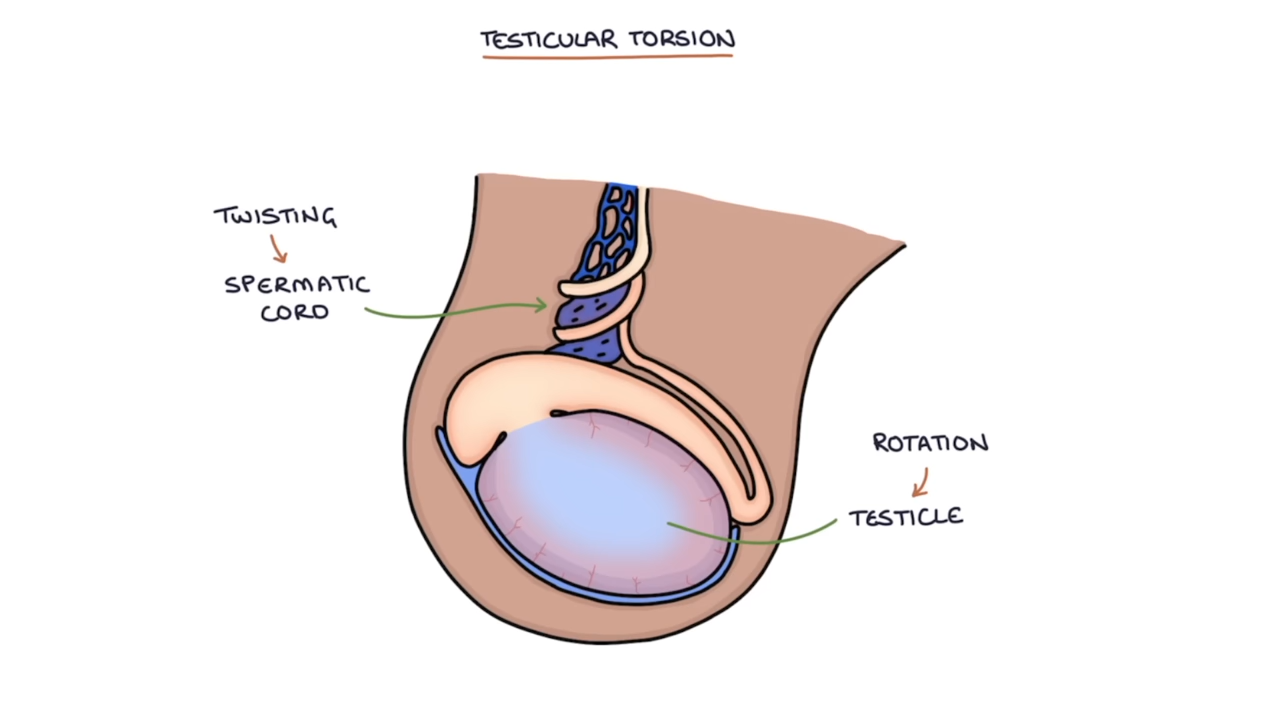 TESTICULAR TORSION
TWISTING
SPERMATIC
CORD
ROTATION
TESTICLE